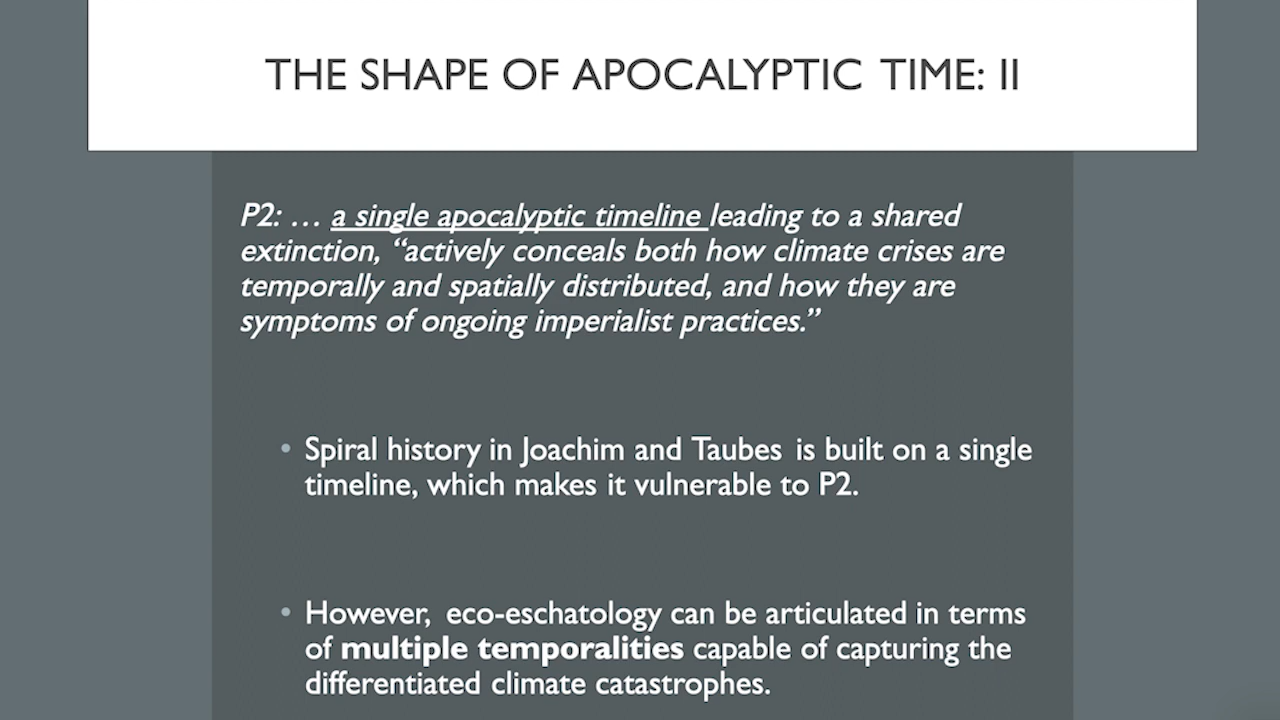 THE SHAPE OF APOCALYPTIC TIME: II
P2: … a single apocalyptic timeline leading to a shared
extinction, “actively conceals both how climate crises are
temporally and spatially distributed, and how they are
symptoms of ongoing imperialist practices.”
• Spiral history in Joachim and Taubes is built on a single
timeline, which makes it vulnerable to P2.
• However, eco-eschatology can be articulated in terms
of multiple temporalities capable of capturing the
differentiated climate catastrophes.